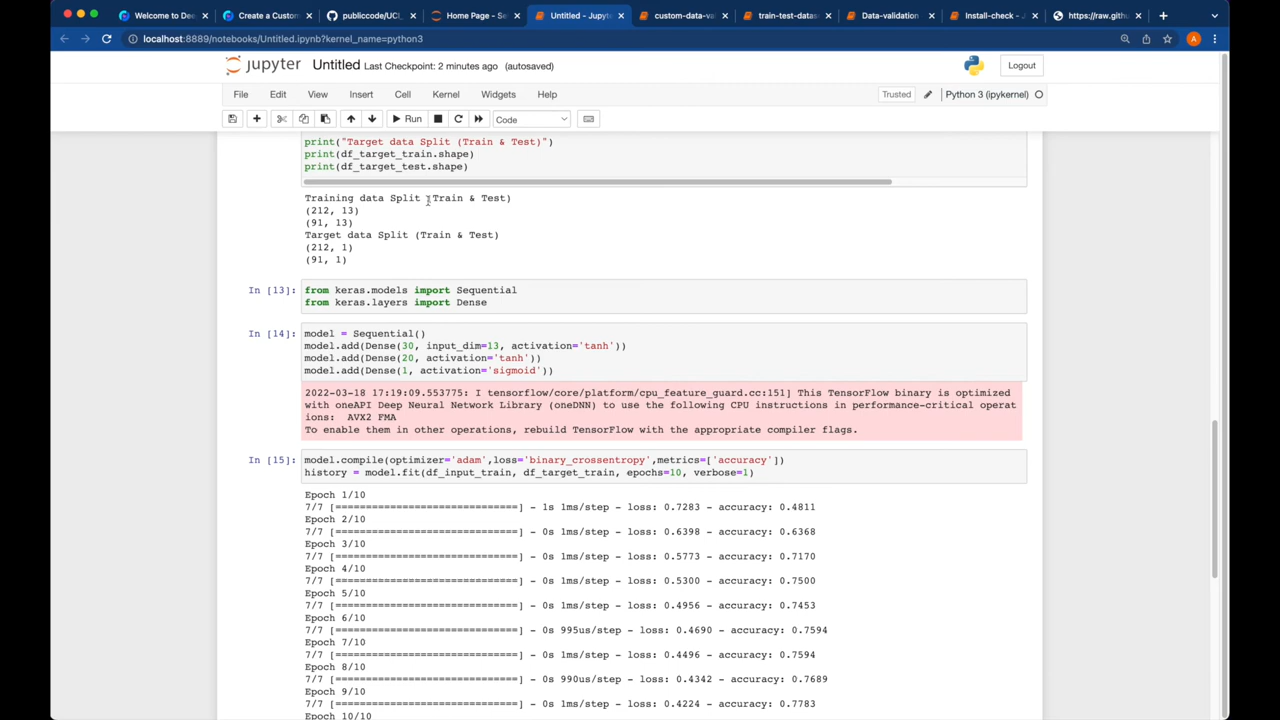 Welcome to Dee
Create a Custom
publiccode/UCI_
Home Page - Se
Untitled - Jupyte
custom-data-va
train-test-datase
Data-validation
Install-check - J
https://raw.gith
localhost:8889/notebooks/Untitled.ipynb?kernel_name=python3
A
jupyter Untitled Last Checkpoint: 2 minutes ago (autosaved)
Logout
File Edit View Insert Cell Kernel Widgets Help
Trusted Python 3 (ipykernel)
Run Code
print("Target data Split (Train & Test)")
print(df_target_train.shape)
print(df_target_test.shape)
Training data Split (Train & Test)
(212, 13)
(91, 13)
Target data Split (Train & Test)
(212, 1)
(91, 1)
In [13]: from keras.models import Sequential
from keras.layers import Dense
In [14]: model = Sequential()
model.add(Dense(30, input_dim=13, activation='tanh'))
model.add(Dense(20, activation='tanh'))
model.add(Dense(1, activation='sigmoid'))
2022-03-18 17:19:09.553775: I tensorflow/core/platform/cpu_feature_guard.cc:151] This TensorFlow binary is optimized
with oneAPI Deep Neural Network Library (oneDNN) to use the following CPU instructions in performance-critical operat
ions:  AVX2 FMA
To enable them in other operations, rebuild TensorFlow with the appropriate compiler flags.
In [15]: model.compile(optimizer='adam',loss='binary_crossentropy',metrics=['accuracy'])
history = model.fit(df_input_train, df_target_train, epochs=10, verbose=1)
Epoch 1/10
7/7 [==============================] - 1s 1ms/step - loss: 0.7283 - accuracy: 0.4811
Epoch 2/10
7/7 [==============================] - 0s 1ms/step - loss: 0.6398 - accuracy: 0.6368
Epoch 3/10
7/7 [==============================] - 0s 1ms/step - loss: 0.5773 - accuracy: 0.7170
Epoch 4/10
7/7 [==============================] - 0s 1ms/step - loss: 0.5300 - accuracy: 0.7500
Epoch 5/10
7/7 [==============================] - 0s 1ms/step - loss: 0.4956 - accuracy: 0.7453
Epoch 6/10
7/7 [==============================] - 0s 995us/step - loss: 0.4690 - accuracy: 0.7594
Epoch 7/10
7/7 [==============================] - 0s 1ms/step - loss: 0.4496 - accuracy: 0.7594
Epoch 8/10
7/7 [==============================] - 0s 990us/step - loss: 0.4342 - accuracy: 0.7689
Epoch 9/10
7/7 [==============================] - 0s 1ms/step - loss: 0.4224 - accuracy: 0.7783
Epoch 10/10